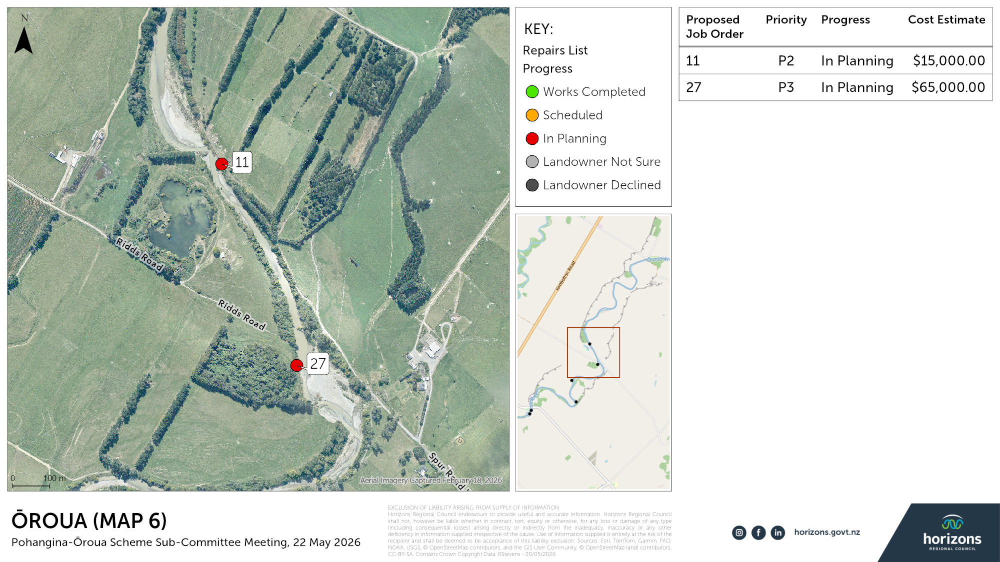 N
11
Ridds Road
Ridds Road
27
Spur Road
0 100 m
Aerial Imagery Captured February 18, 2026
KEY:
Repairs List
Progress
Works Completed
Scheduled
In Planning
Landowner Not Sure
Landowner Declined
Kimbolton Road
Proposed Job Order Priority Progress Cost Estimate
11 P2 In Planning $15,000.00
27 P3 In Planning $65,000.00
ŌROUA (MAP 6)
Pohangina-Ōroua Scheme Sub-Committee Meeting, 22 May 2026
EXCLUSION OF LIABILITY ARISING FROM SUPPLY OF INFORMATION
Horizons Regional Council endeavours to provide useful and accurate information. Horizons Regional Council
shall not, however be liable whether in contract, tort, equity or otherwise, for any loss or damage of any type
(including consequential losses) arising directly or indirectly from the inadequacy, inaccuracy or any other
deficiency in information supplied irrespective of the cause. Use of information supplied is entirely at the risk of the
recipient and shall be deemed to be acceptance of this liability exclusion. Sources: Esri, TomTom, Garmin, FAO,
NOAA, USGS, © OpenStreetMap contributors, and the GIS User Community, © OpenStreetMap (and) contributors,
CC-BY-SA. Contains Crown Copyright Data. RStevens - 20/05/2026
horizons.govt.nz
horizons
REGIONAL COUNCIL